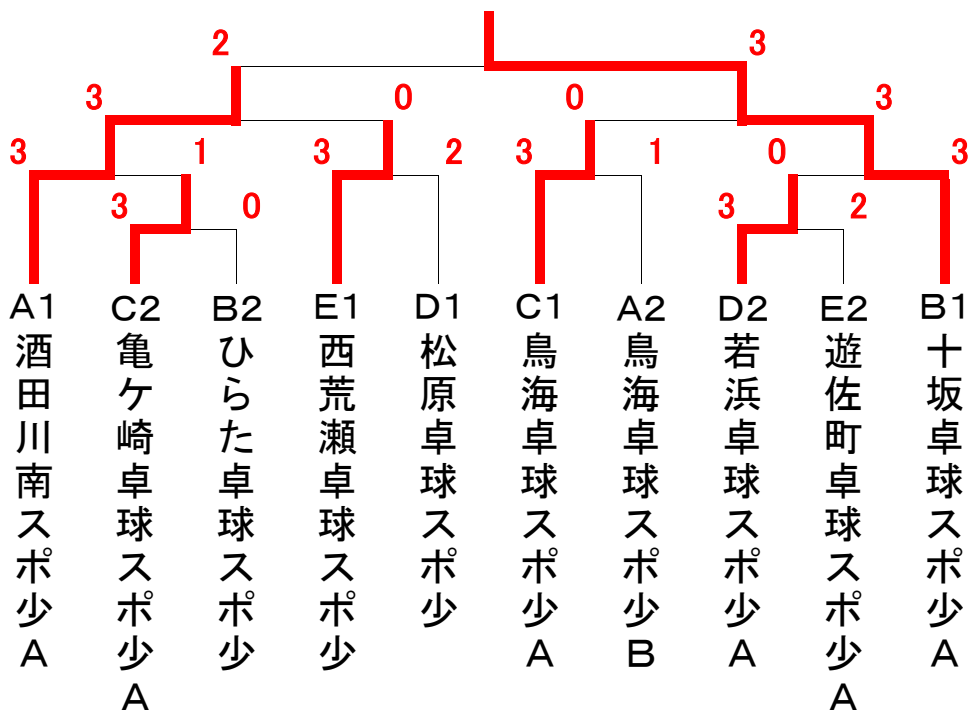 2 3
3 0 0 3
3 1 3 2 3 1 0 3
3 0 3 2
A1 C2 B2 E1 D1 C1 A2 D2 E2 B1
酒田川南スポ少A
亀ケ崎卓球スポ少A
ひらた卓球スポ少
西荒瀬卓球スポ少
松原卓球スポ少
鳥海卓球スポ少A
鳥海卓球スポ少B
若浜卓球スポ少A
遊佐町卓球スポ少A
十坂卓球スポ少A